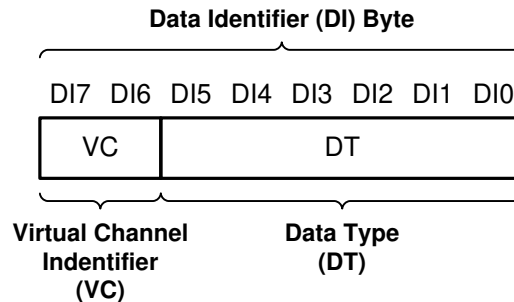 Data Identifier (DI) Byte
DI7 DI6 DI5 DI4 DI3 DI2 DI1 DI0
VC DT
Virtual Channel Data Type
Indentifier (DT)
(VC)